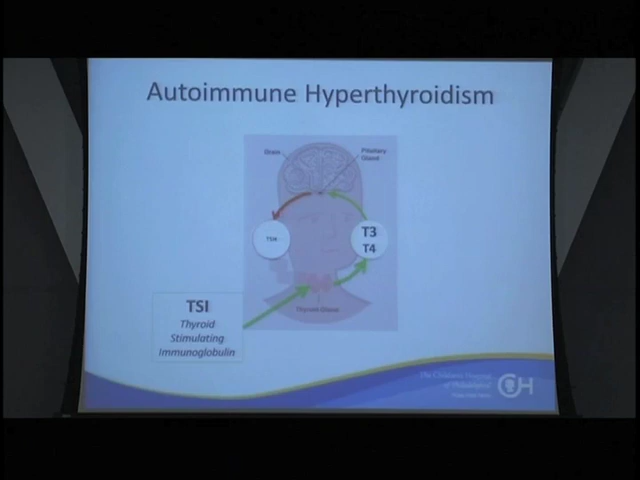 Autoimmune Hyperthyroidism
Brain
Pituitary
Gland
TSH
T3
T4
Thyroid Gland
TSI
Thyroid
Stimulating
Immunoglobulin
The Children's Hospital
of Philadelphia
CH